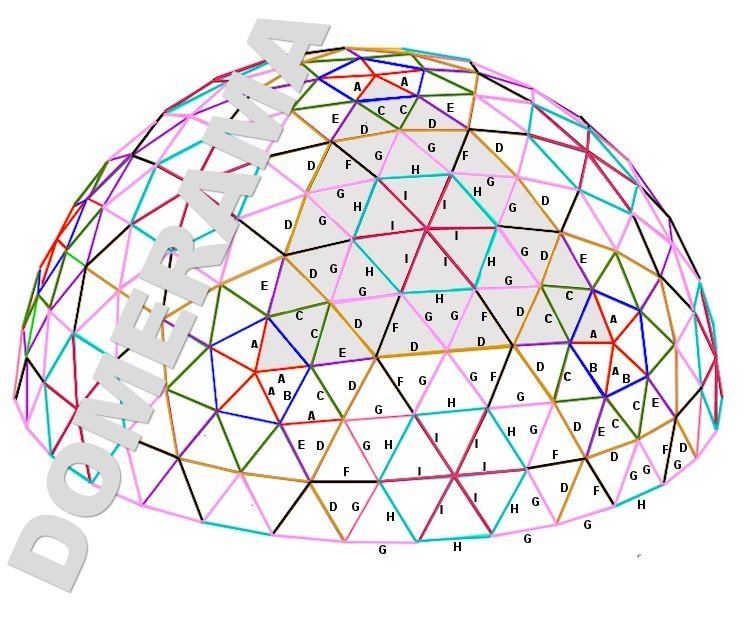 DOMERAMA
A A
E C C E
D D
D F G G F D
H
G I I H G
H G D
D G I I
G D E
D G H I I H
E G H G C
C C D F G G F D C
A A
A E D D
A F G G F D C B A B
A B C D
A G H G C E
E D G H I I H G D E C
F I I F D G G F D
D G H I I H G D F G
G H G G H